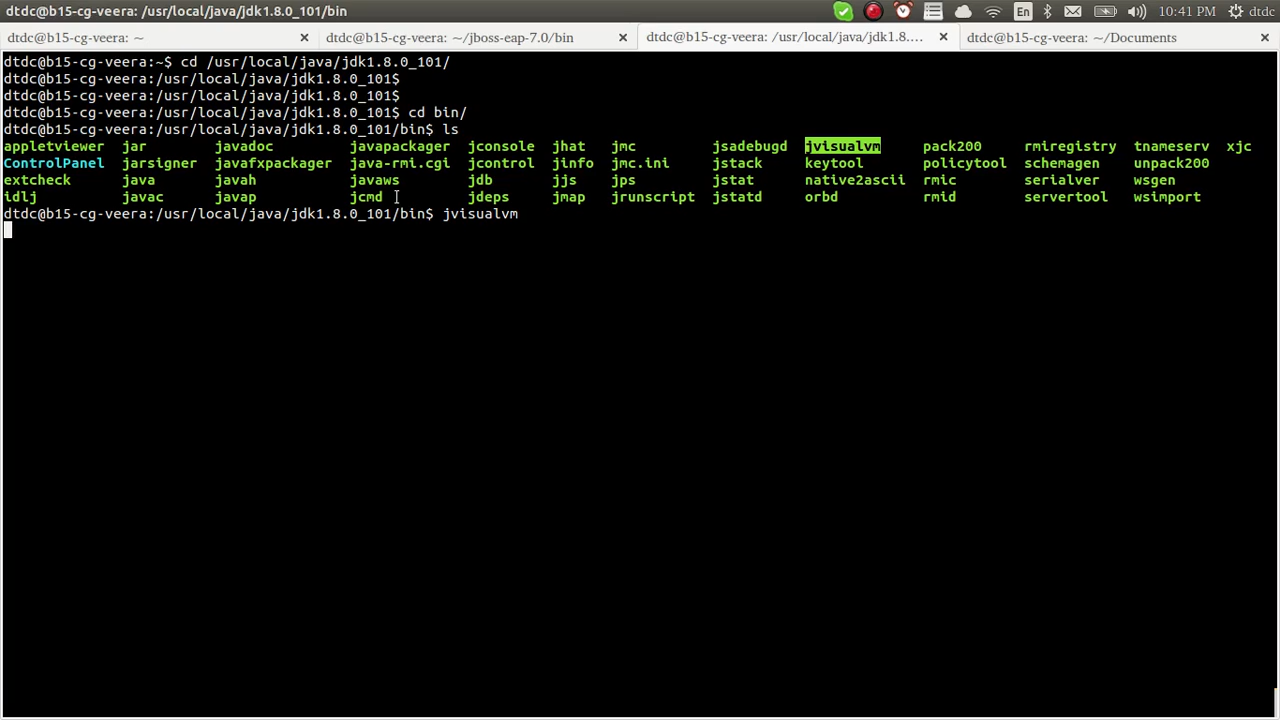 dtdc@b15-cg-veera: /usr/local/java/jdk1.8.0_101/bin En 10:41 PM dtdc
dtdc@b15-cg-veera: ~ × dtdc@b15-cg-veera: ~/jboss-eap-7.0/bin × dtdc@b15-cg-veera: /usr/local/java/jdk1.8.... × dtdc@b15-cg-veera: ~/Documents ×
dtdc@b15-cg-veera:~$ cd /usr/local/java/jdk1.8.0_101/
dtdc@b15-cg-veera:/usr/local/java/jdk1.8.0_101$
dtdc@b15-cg-veera:/usr/local/java/jdk1.8.0_101$
dtdc@b15-cg-veera:/usr/local/java/jdk1.8.0_101$ cd bin/
dtdc@b15-cg-veera:/usr/local/java/jdk1.8.0_101/bin$ ls
appletviewer jar javadoc javapackager jconsole jhat jmc jsadebugd jvisualvm pack200 rmiregistry tnameserv xjc
ControlPanel jarsigner javafxpackager java-rmi.cgi jcontrol jinfo jmc.ini jstack keytool policytool schemagen unpack200
extcheck java javah javaws jdb jjs jps jstat native2ascii rmic serialver wsgen
idlj javac javap jcmd jdeps jmap jrunscript jstatd orbd rmid servertool wsimport
dtdc@b15-cg-veera:/usr/local/java/jdk1.8.0_101/bin$ jvisualvm